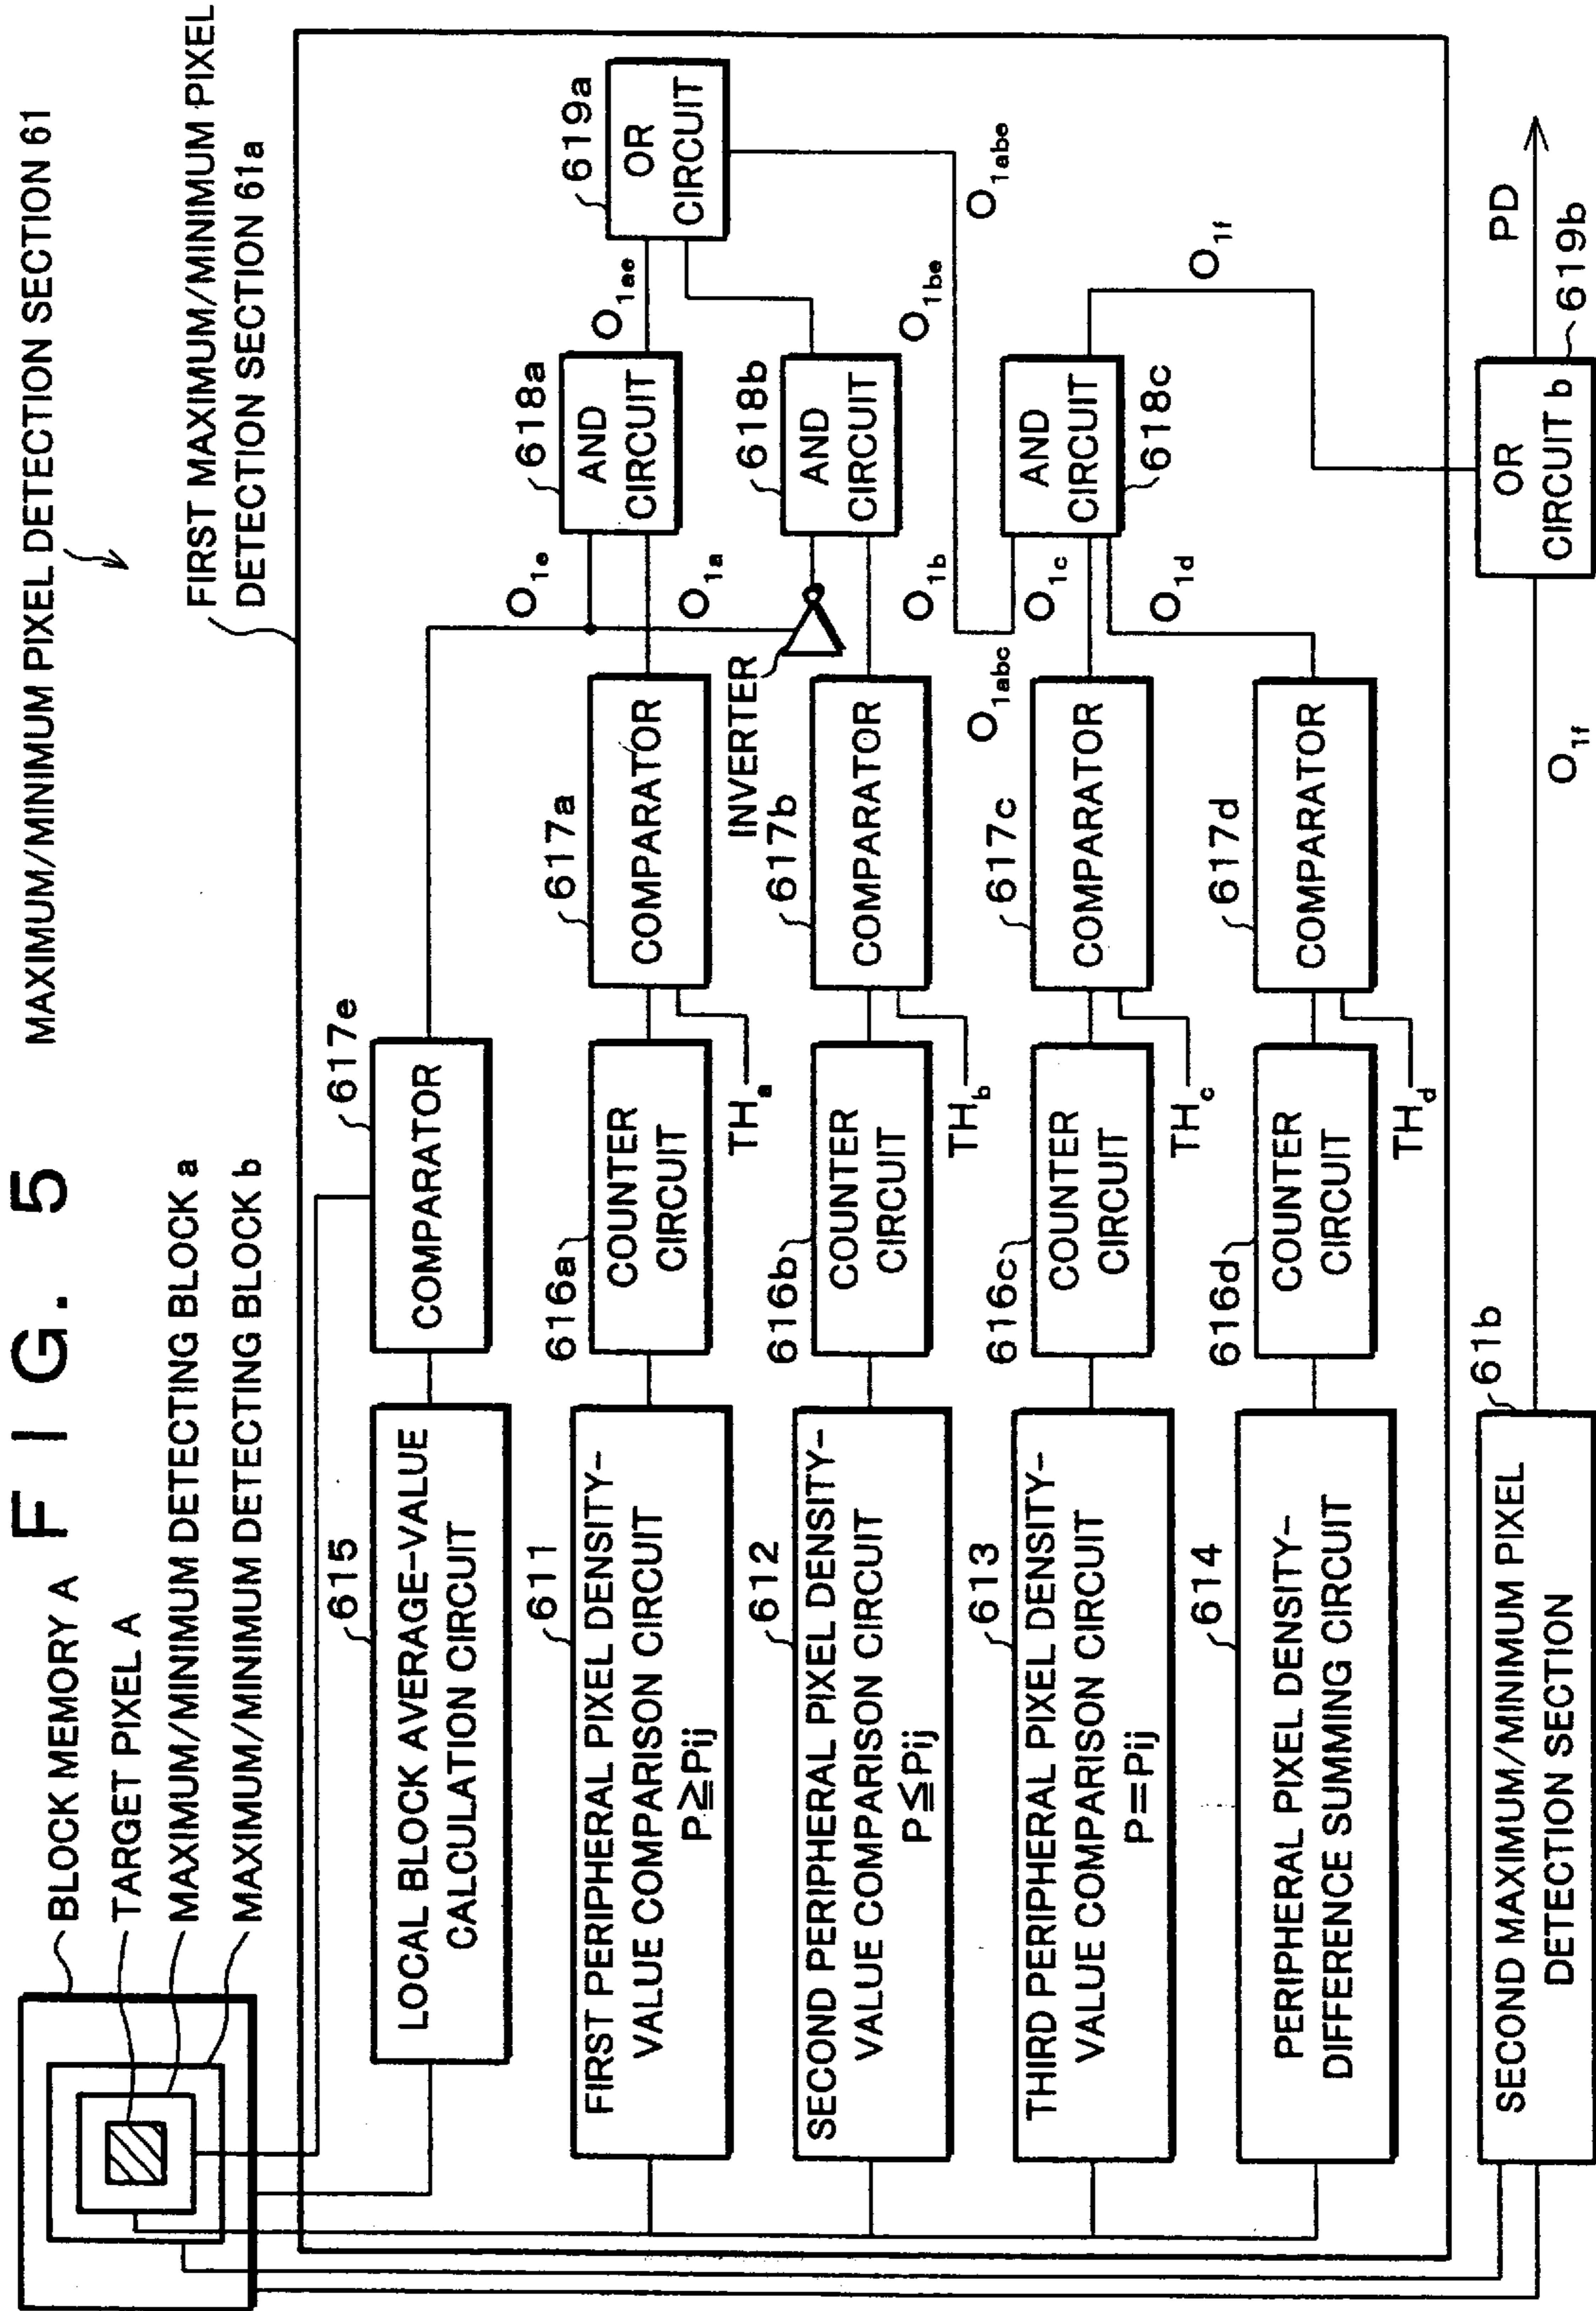 FIG. 5
MAXIMUM/MINIMUM PIXEL DETECTION SECTION 61
BLOCK MEMORY A
TARGET PIXEL A
MAXIMUM/MINIMUM DETECTING BLOCK a
MAXIMUM/MINIMUM DETECTING BLOCK b
FIRST MAXIMUM/MINIMUM PIXEL
DETECTION SECTION 61a
615
LOCAL BLOCK AVERAGE-VALUE
CALCULATION CIRCUIT
617e
COMPARATOR
O1e
611
FIRST PERIPHERAL PIXEL DENSITY-
VALUE COMPARISON CIRCUIT
P≧Pij
616a
COUNTER
CIRCUIT
THa
617a
COMPARATOR
O1a
618a
AND
CIRCUIT
O1ae
619a
OR
CIRCUIT
INVERTER
612
SECOND PERIPHERAL PIXEL DENSITY-
VALUE COMPARISON CIRCUIT
P≦Pij
616b
COUNTER
CIRCUIT
THb
617b
COMPARATOR
O1b
618b
AND
CIRCUIT
O1be
O1abe
613
THIRD PERIPHERAL PIXEL DENSITY-
VALUE COMPARISON CIRCUIT
P=Pij
616c
COUNTER
CIRCUIT
THc
617c
COMPARATOR
O1abc
O1c
AND
CIRCUIT
618c
O1f
614
PERIPHERAL PIXEL DENSITY-
DIFFERENCE SUMMING CIRCUIT
616d
COUNTER
CIRCUIT
THd
617d
COMPARATOR
O1d
61b
SECOND MAXIMUM/MINIMUM PIXEL
DETECTION SECTION
O1f
OR
CIRCUIT b
619b
PD